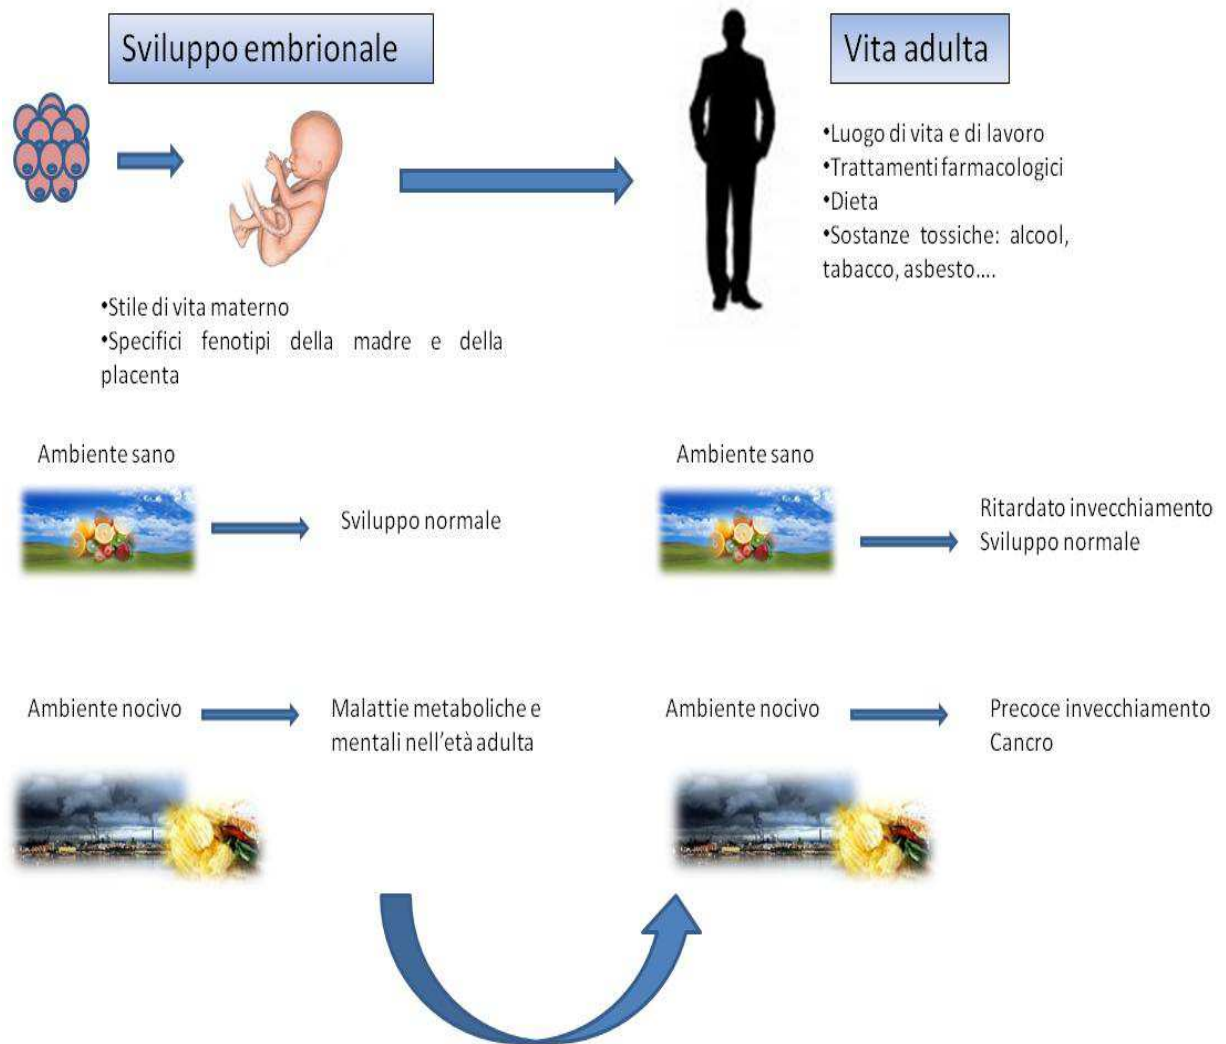 Sviluppo embrionale
Vita adulta
•Luogo di vita e di lavoro
•Trattamenti farmacologici
•Dieta
•Sostanze tossiche: alcool,
tabacco, asbesto....
•Stile di vita materno
•Specifici fenotipi della madre e della
placenta
Ambiente sano
Sviluppo normale
Ambiente sano
Ritardato invecchiamento
Sviluppo normale
Ambiente nocivo
Malattie metaboliche e
mentali nell'età adulta
Ambiente nocivo
Precoce invecchiamento
Cancro